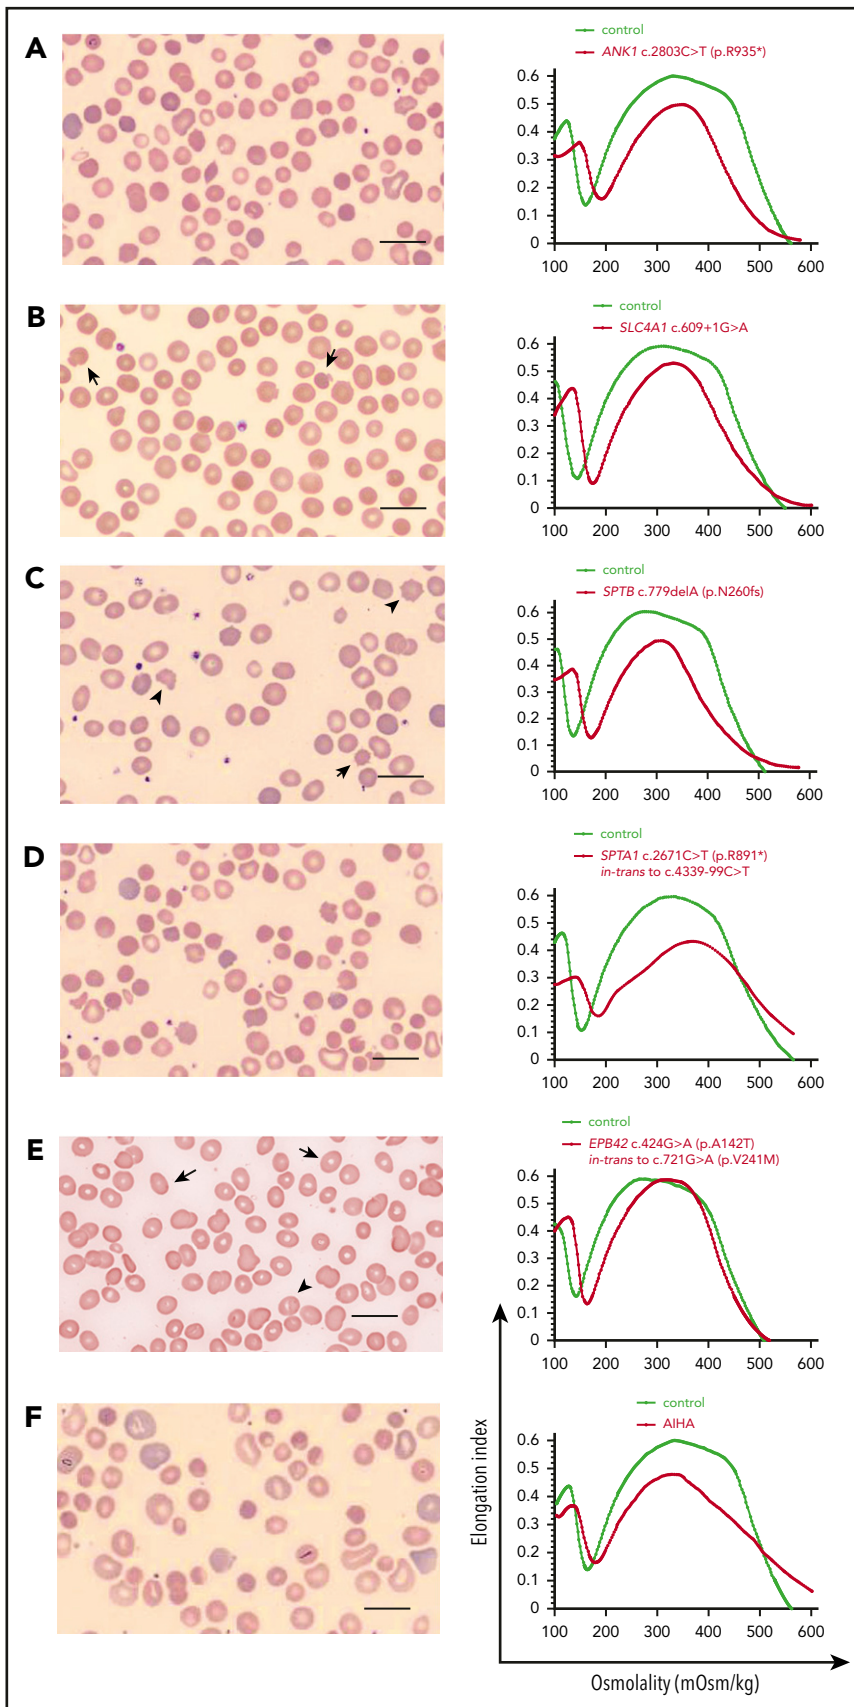 A
control
ANK1 c.2803C>T (p.R935*)
0.6
0.5
0.4
0.3
0.2
0.1
0
100 200 300 400 500 600
B
control
SLC4A1 c.609+1G>A
0.6
0.5
0.4
0.3
0.2
0.1
0
100 200 300 400 500 600
C
control
SPTB c.779delA (p.N260fs)
0.6
0.5
0.4
0.3
0.2
0.1
0
100 200 300 400 500 600
D
control
SPTA1 c.2671C>T (p.R891*)
in-trans to c.4339-99C>T
0.6
0.5
0.4
0.3
0.2
0.1
0
100 200 300 400 500 600
E
control
EPB42 c.424G>A (p.A142T)
in-trans to c.721G>A (p.V241M)
0.6
0.5
0.4
0.3
0.2
0.1
0
100 200 300 400 500 600
F
control
AIHA
0.6
0.5
0.4
0.3
0.2
0.1
0
100 200 300 400 500 600
Elongation index
Osmolality (mOsm/kg)